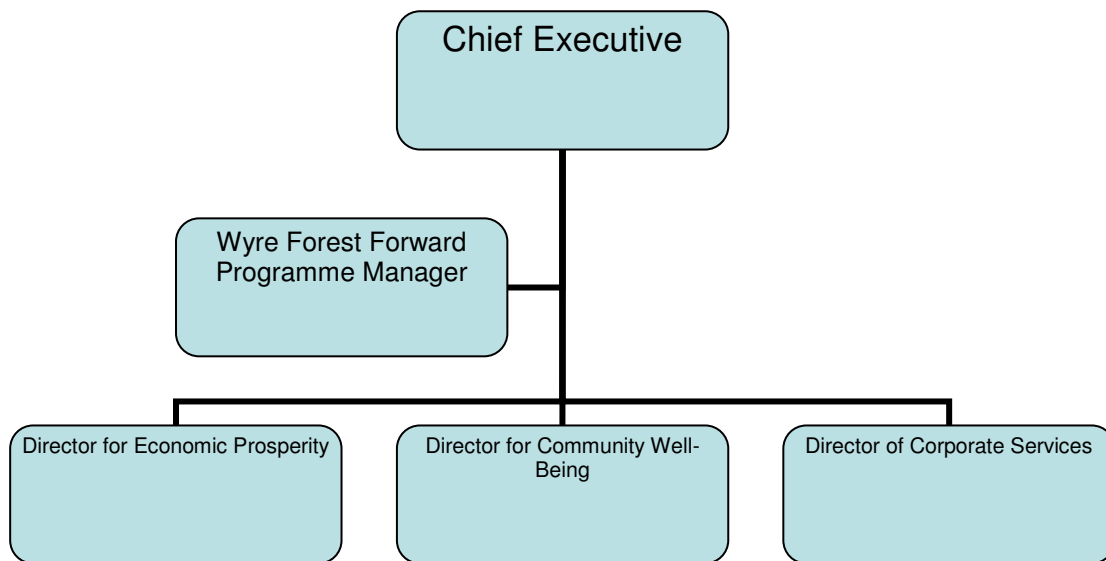 Chief Executive
Wyre Forest Forward
Programme Manager
Director for Economic Prosperity
Director for Community Well-
Being
Director of Corporate Services